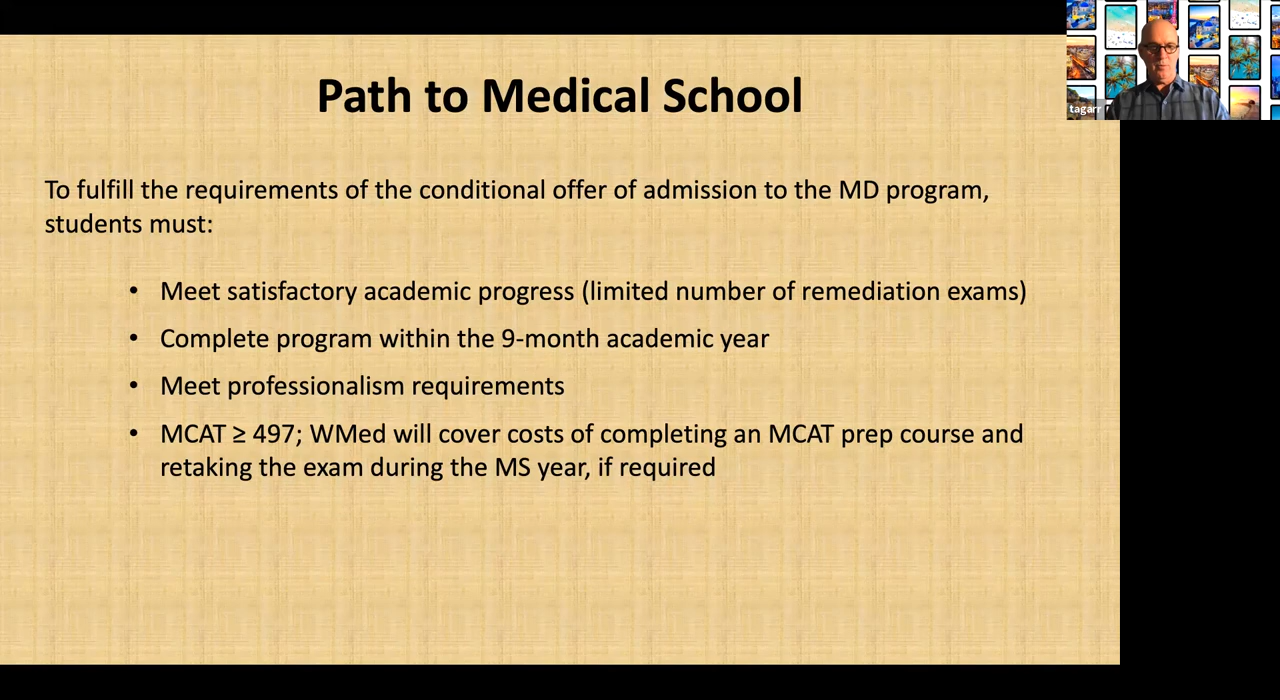 Path to Medical School
To fulfill the requirements of the conditional offer of admission to the MD program,
students must:
• Meet satisfactory academic progress (limited number of remediation exams)
• Complete program within the 9-month academic year
• Meet professionalism requirements
• MCAT ≥ 497; WMed will cover costs of completing an MCAT prep course and
retaking the exam during the MS year, if required
tagarr